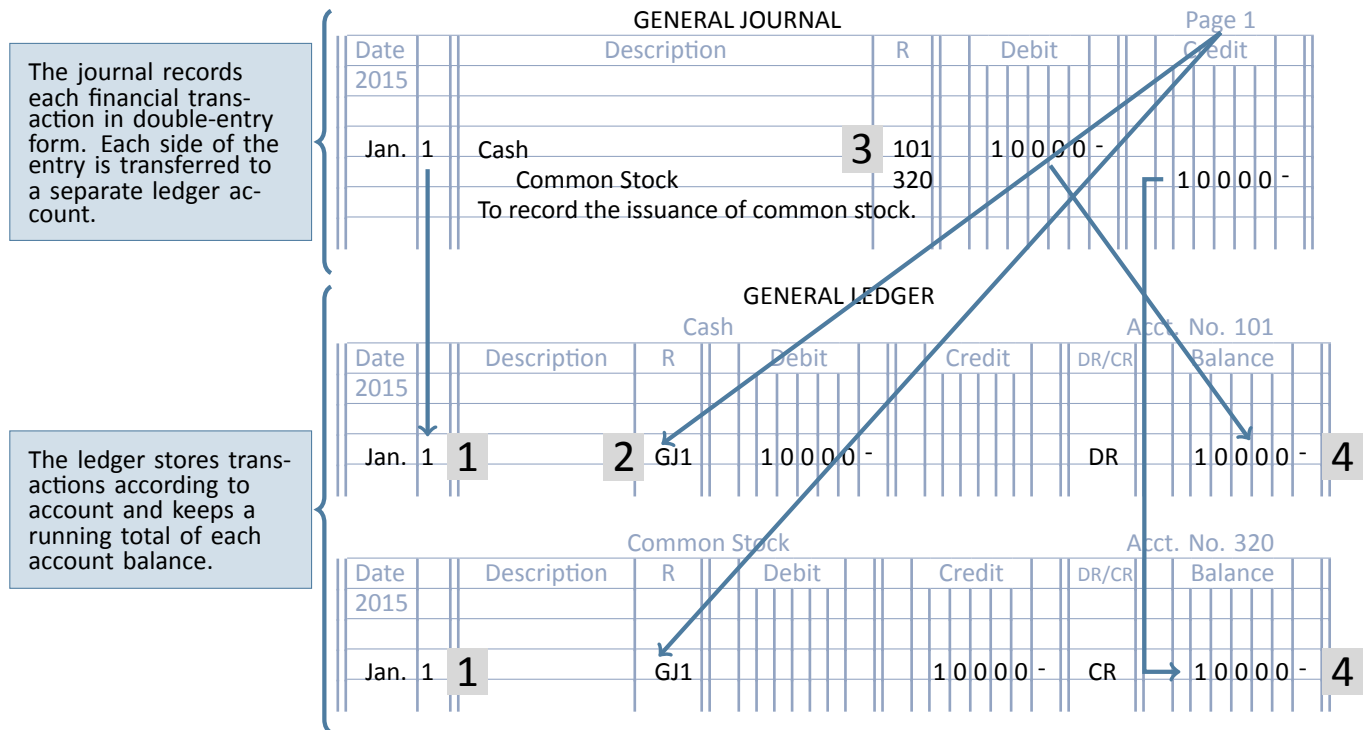 GENERAL JOURNAL Page 1
Date Description R Debit Credit
2015
Jan. 1 Cash 3 101 10000-
Common Stock 320 10000-
To record the issuance of common stock.
The journal records
each financial trans-
action in double-entry
form. Each side of the
entry is transferred to
a separate ledger ac-
count.
GENERAL LEDGER
Cash Acct. No. 101
Date Description R Debit Credit DR/CR Balance
2015
Jan. 1 1 2 GJ1 10000- DR 10000- 4
The ledger stores trans-
actions according to
account and keeps a
running total of each
account balance.
Common Stock Acct. No. 320
Date Description R Debit Credit DR/CR Balance
2015
Jan. 1 1 GJ1 10000- CR 10000- 4